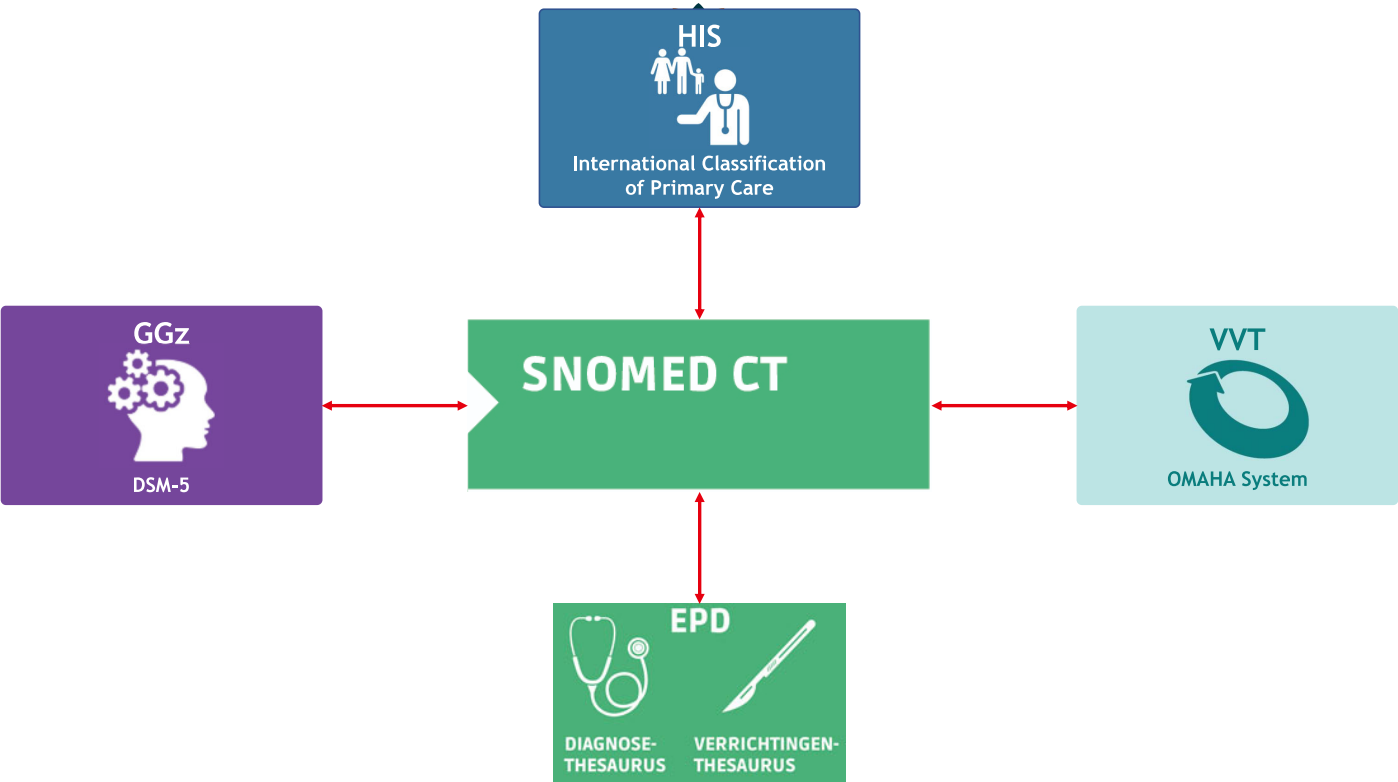 HIS
International Classification
of Primary Care
GGz
DSM-5
SNOMED CT
VVT
OMAHA System
EPD
DIAGNOSE-
THESAURUS
VERRICHTINGEN-
THESAURUS